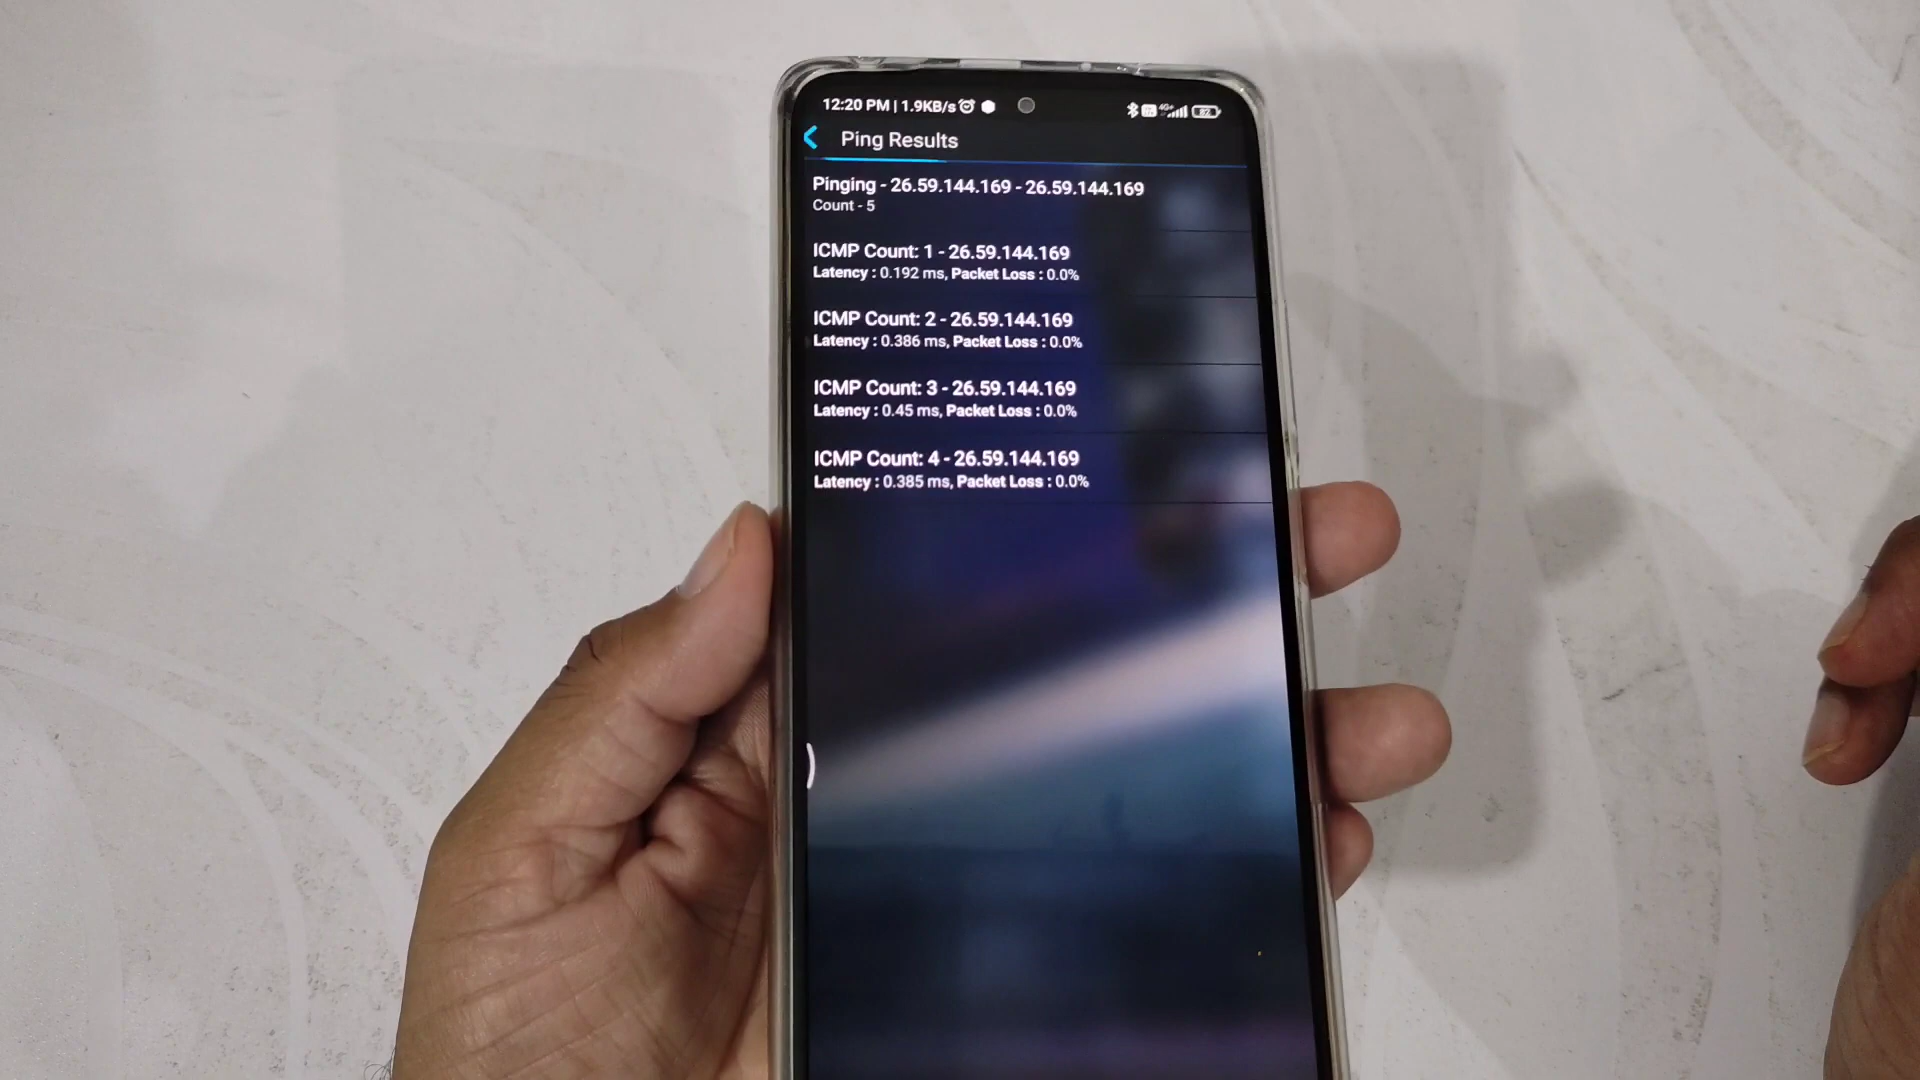 12:20 PM | 1.9KB/s
4G+
82
Ping Results
Pinging - 26.59.144.169 - 26.59.144.169
Count - 5
ICMP Count: 1 - 26.59.144.169
Latency : 0.192 ms, Packet Loss : 0.0%
ICMP Count: 2 - 26.59.144.169
Latency : 0.386 ms, Packet Loss : 0.0%
ICMP Count: 3 - 26.59.144.169
Latency : 0.45 ms, Packet Loss : 0.0%
ICMP Count: 4 - 26.59.144.169
Latency : 0.385 ms, Packet Loss : 0.0%